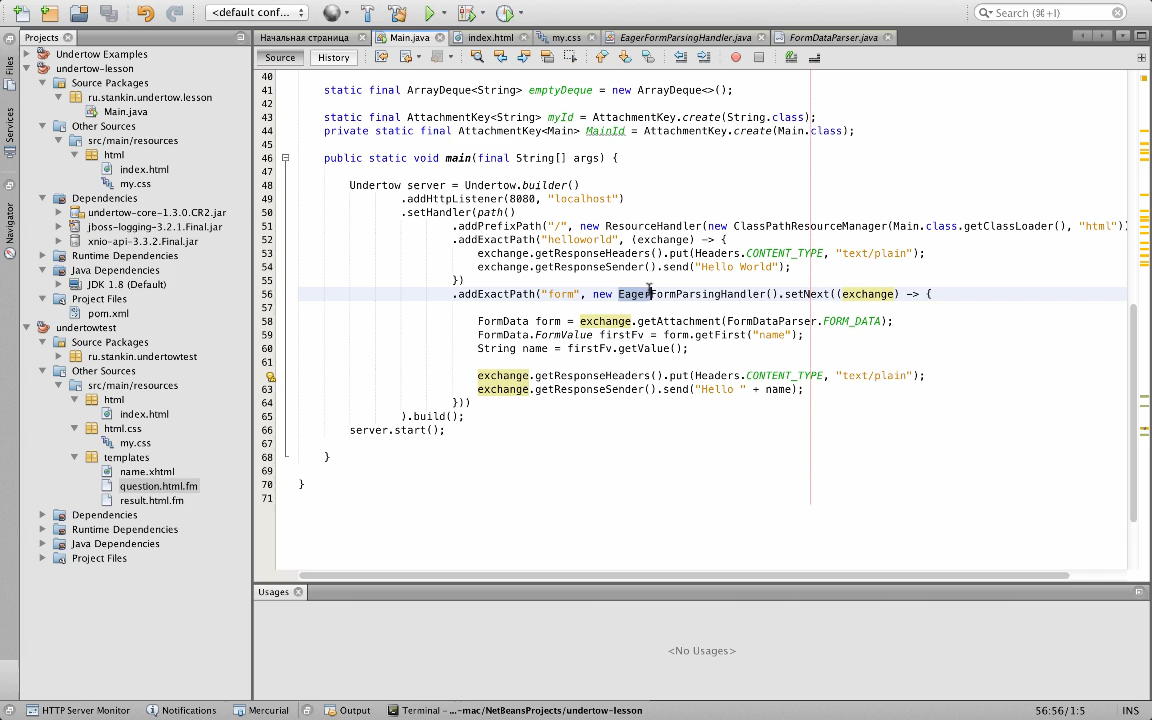 <default conf...
Search (⌘+I)
Projects
Начальная страница
Main.java
index.html
my.css
EagerFormParsingHandler.java
FormDataParser.java
Files
Services
Navigator
Undertow Examples
undertow-lesson
Source Packages
ru.stankin.undertow.lesson
Main.java
Other Sources
src/main/resources
html
index.html
my.css
Dependencies
undertow-core-1.3.0.CR2.jar
jboss-logging-3.2.1.Final.jar
xnio-api-3.3.2.Final.jar
Runtime Dependencies
Java Dependencies
JDK 1.8 (Default)
Project Files
pom.xml
undertowtest
Source Packages
ru.stankin.undertowtest
Other Sources
src/main/resources
html
index.html
html.css
my.css
templates
name.xhtml
question.html.fm
result.html.fm
Dependencies
Runtime Dependencies
Java Dependencies
Project Files
Source History
40
41 static final ArrayDeque<String> emptyDeque = new ArrayDeque<>();
42
43 static final AttachmentKey<String> myId = AttachmentKey.create(String.class);
44 private static final AttachmentKey<Main> MainId = AttachmentKey.create(Main.class);
45
46 public static void main(final String[] args) {
47
48 Undertow server = Undertow.builder()
49 .addHttpListener(8080, "localhost")
50 .setHandler(path()
51 .addPrefixPath("/", new ResourceHandler(new ClassPathResourceManager(Main.class.getClassLoader(), "html"))
52 .addExactPath("helloworld", (exchange) -> {
53 exchange.getResponseHeaders().put(Headers.CONTENT_TYPE, "text/plain");
54 exchange.getResponseSender().send("Hello World");
55 })
56 .addExactPath("form", new EagerFormParsingHandler().setNext((exchange) -> {
57
58 FormData form = exchange.getAttachment(FormDataParser.FORM_DATA);
59 FormData.FormValue firstFv = form.getFirst("name");
60 String name = firstFv.getValue();
61
exchange.getResponseHeaders().put(Headers.CONTENT_TYPE, "text/plain");
63 exchange.getResponseSender().send("Hello " + name);
64 }))
65 ).build();
66 server.start();
67
68 }
69
70 }
71
Usages
<No Usages>
HTTP Server Monitor Notifications Mercurial Output Terminal - ...-mac/NetBeansProjects/undertow-lesson 56:56/1:5 INS